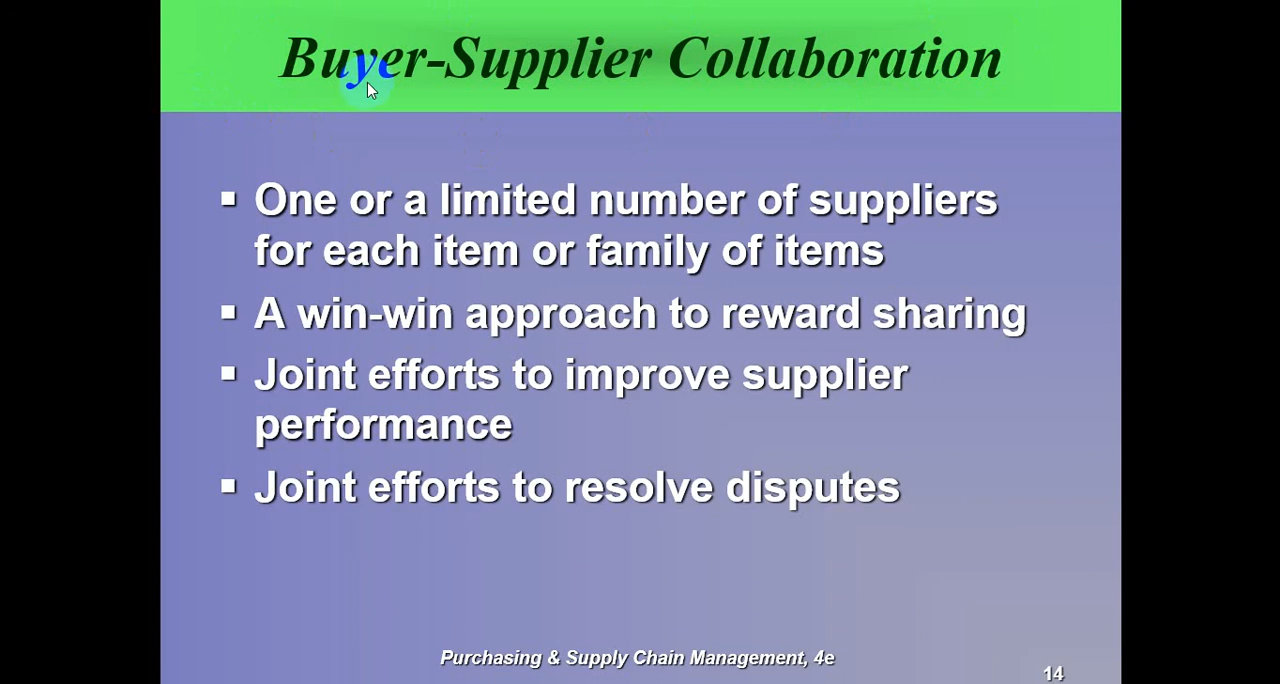 Buyer-Supplier Collaboration
▪ One or a limited number of suppliers
for each item or family of items
▪ A win-win approach to reward sharing
▪ Joint efforts to improve supplier
performance
▪ Joint efforts to resolve disputes
Purchasing & Supply Chain Management, 4e
14